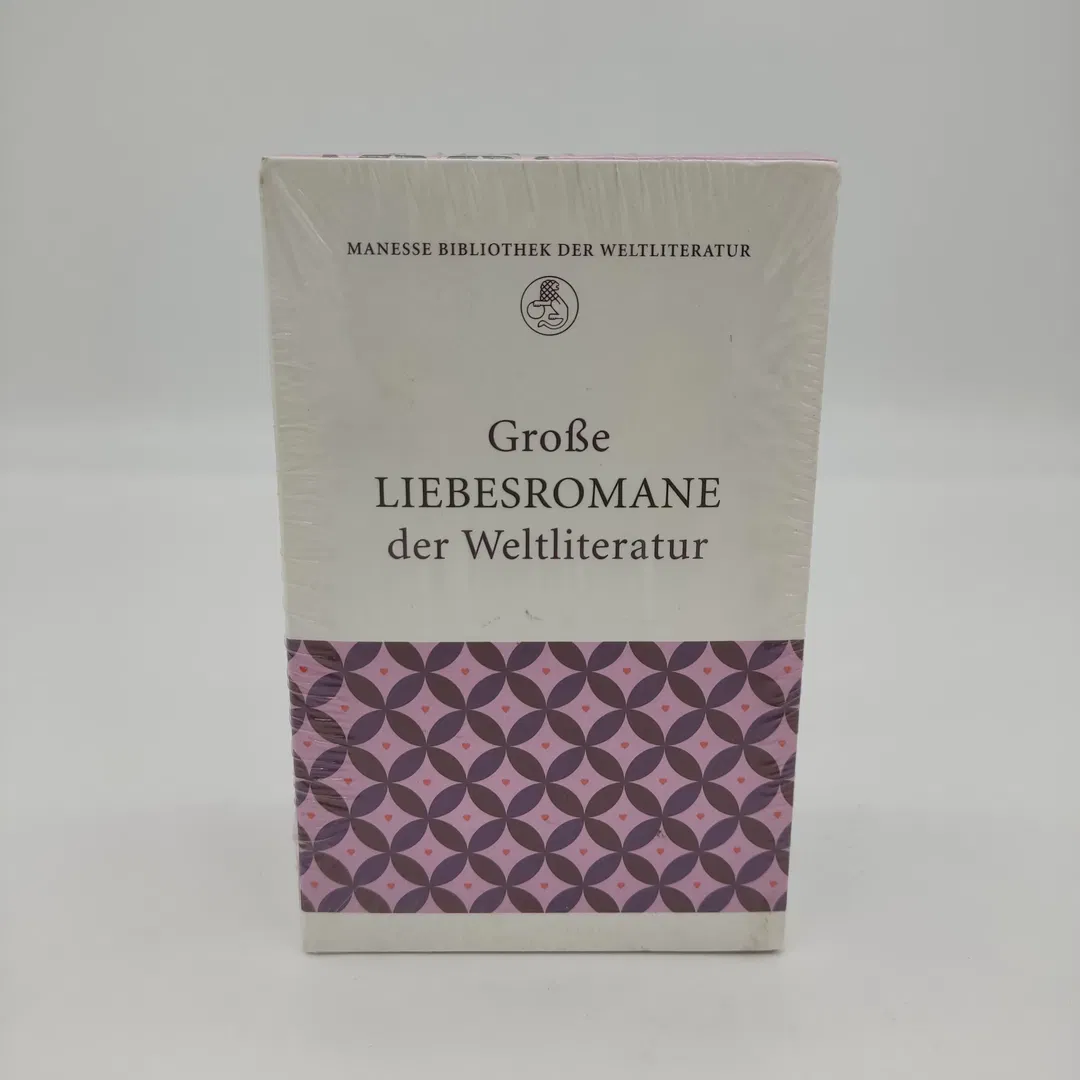 MANESSE BIBLIOTHEK DER WELTLITERATUR
Große
LIEBESROMANE
der Weltliteratur